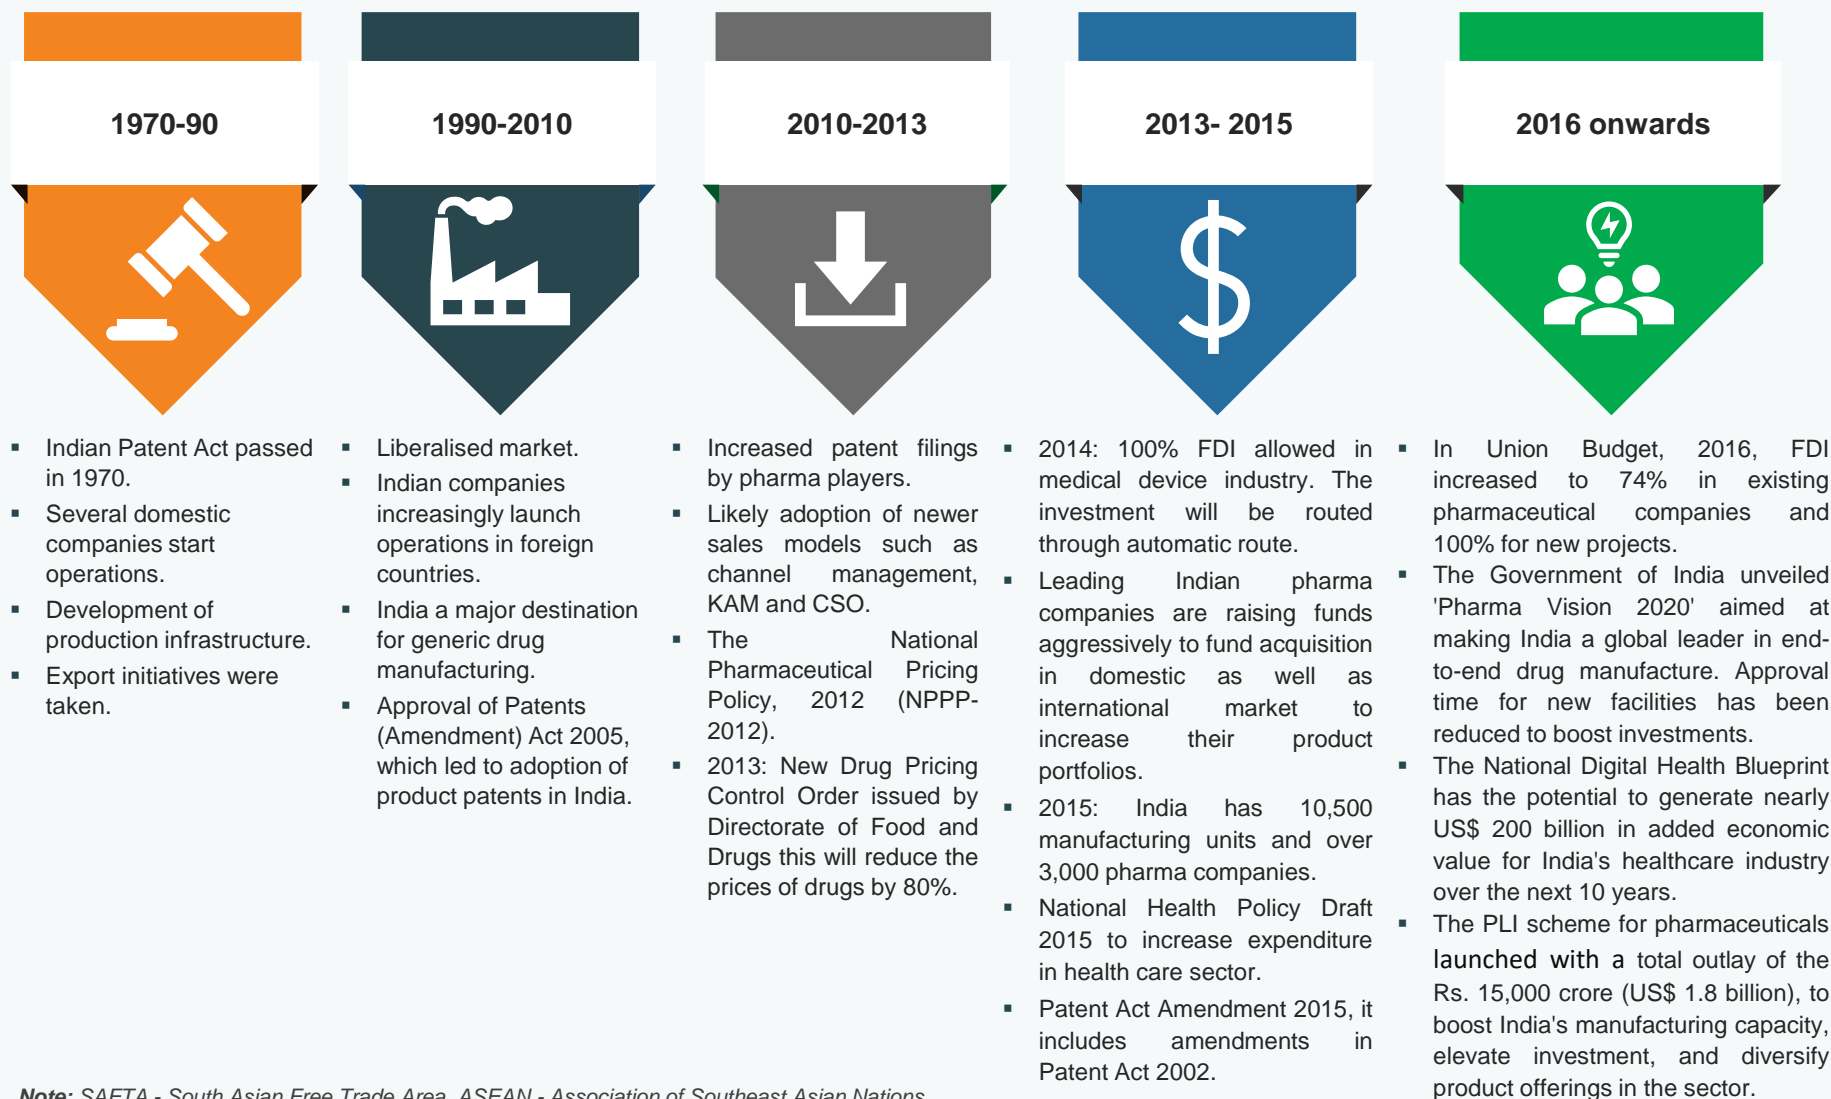 1970-90
1990-2010
2010-2013
2013- 2015
2016 onwards
▪ Indian Patent Act passed
in 1970.
▪ Several domestic
companies start
operations.
▪ Development of
production infrastructure.
▪ Export initiatives were
taken.
▪ Liberalised market.
▪ Indian companies
increasingly launch
operations in foreign
countries.
▪ India a major destination
for generic drug
manufacturing.
▪ Approval of Patents
(Amendment) Act 2005,
which led to adoption of
product patents in India.
▪ Increased patent filings
by pharma players.
▪ Likely adoption of newer
sales models such as
channel management,
KAM and CSO.
▪ The National
Pharmaceutical Pricing
Policy, 2012 (NPPP-
2012).
▪ 2013: New Drug Pricing
Control Order issued by
Directorate of Food and
Drugs this will reduce the
prices of drugs by 80%.
▪ 2014: 100% FDI allowed in
medical device industry. The
investment will be routed
through automatic route.
▪ Leading Indian pharma
companies are raising funds
aggressively to fund acquisition
in domestic as well as
international market to
increase their product
portfolios.
▪ 2015: India has 10,500
manufacturing units and over
3,000 pharma companies.
▪ National Health Policy Draft
2015 to increase expenditure
in health care sector.
▪ Patent Act Amendment 2015, it
includes amendments in
Patent Act 2002.
▪ In Union Budget, 2016, FDI
increased to 74% in existing
pharmaceutical companies and
100% for new projects.
▪ The Government of India unveiled
'Pharma Vision 2020' aimed at
making India a global leader in end-
to-end drug manufacture. Approval
time for new facilities has been
reduced to boost investments.
▪ The National Digital Health Blueprint
has the potential to generate nearly
US$ 200 billion in added economic
value for India's healthcare industry
over the next 10 years.
▪ The PLI scheme for pharmaceuticals
launched with a total outlay of the
Rs. 15,000 crore (US$ 1.8 billion), to
boost India's manufacturing capacity,
elevate investment, and diversify
product offerings in the sector.
Note: SAFTA - South Asian Free Trade Area, ASEAN - Association of Southeast Asian Nations